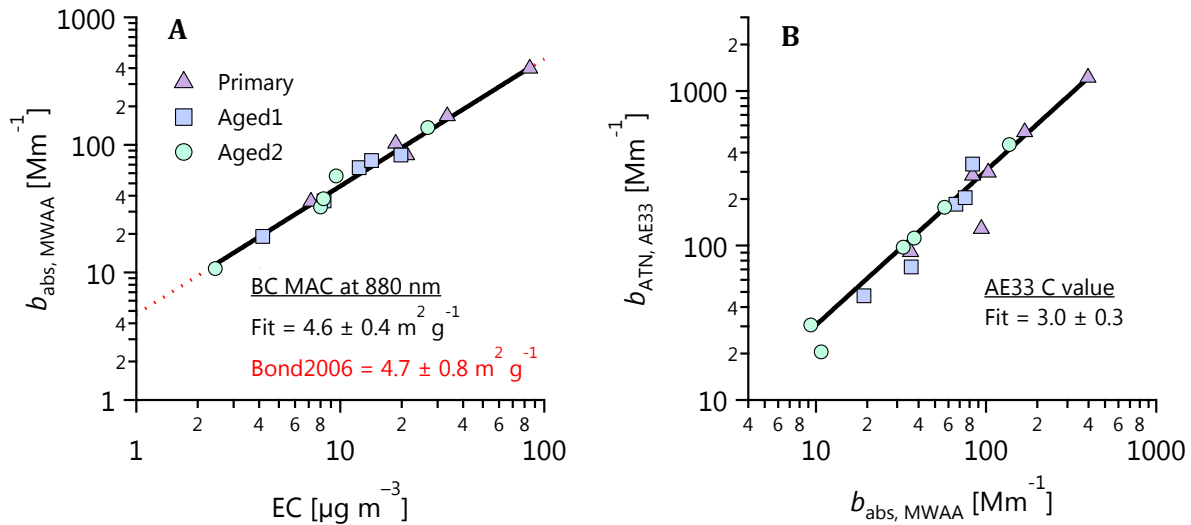 A
Primary
Aged1
Aged2
1000
4
2
100
4
2
10
4
2
1
b abs, MWAA [Mm⁻¹]
BC MAC at 880 nm
Fit = 4.6 ± 0.4 m² g⁻¹
Bond2006 = 4.7 ± 0.8 m² g⁻¹
1 2 4 6 8 10 2 4 6 8 100
EC [µg m⁻³]
B
2
1000
4
2
100
4
2
10
b ATN, AE33 [Mm⁻¹]
AE33 C value
Fit = 3.0 ± 0.3
4 6 8 10 2 4 6 8 100 2 4 6 8 1000
b abs, MWAA [Mm⁻¹]